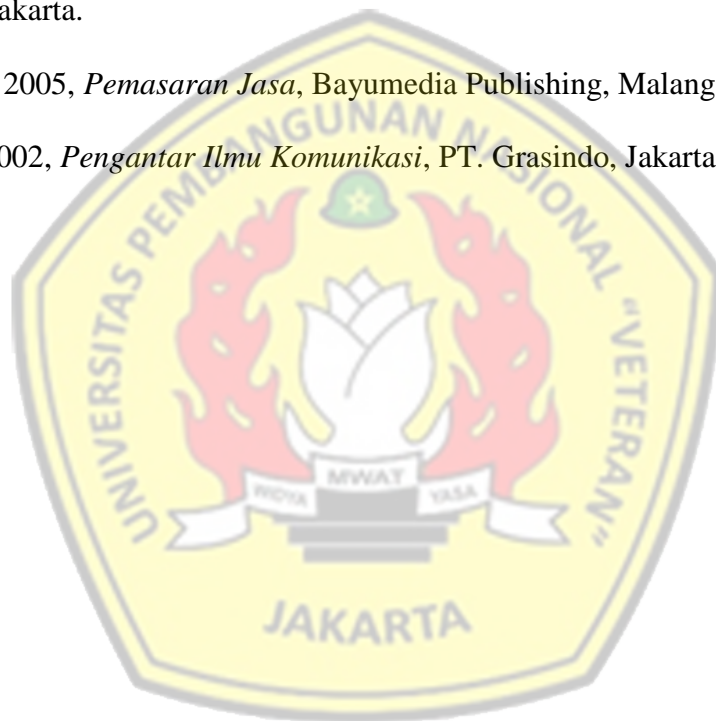 akarta.
2005, Pemasaran Jasa, Bayumedia Publishing, Malang
002, Pengantar Ilmu Komunikasi, PT. Grasindo, Jakarta
UNIVERSITAS PEMBANGUNAN NASIONAL "VETERAN"
WIDYA MWAT YASA
JAKARTA